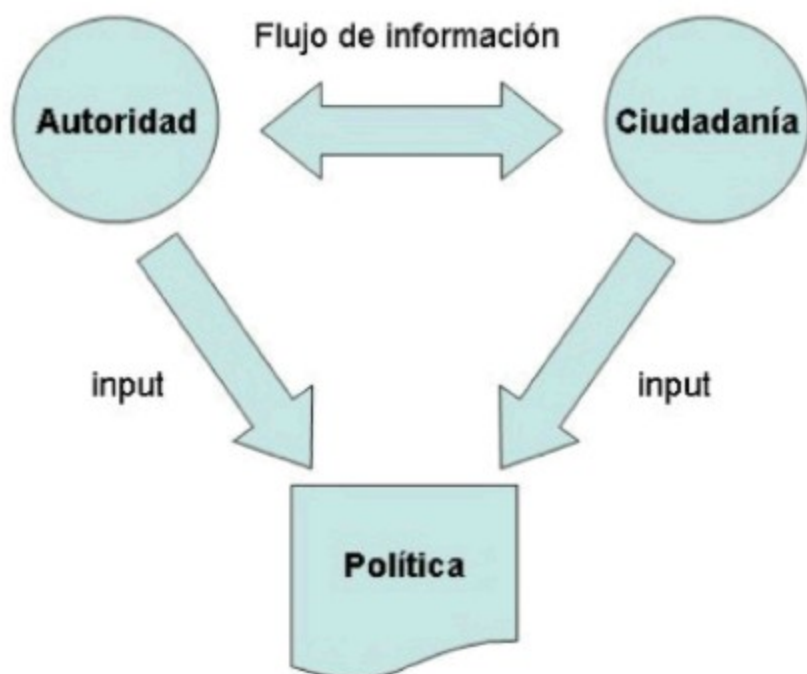 Flujo de información
Autoridad
Ciudadanía
input
input
Política